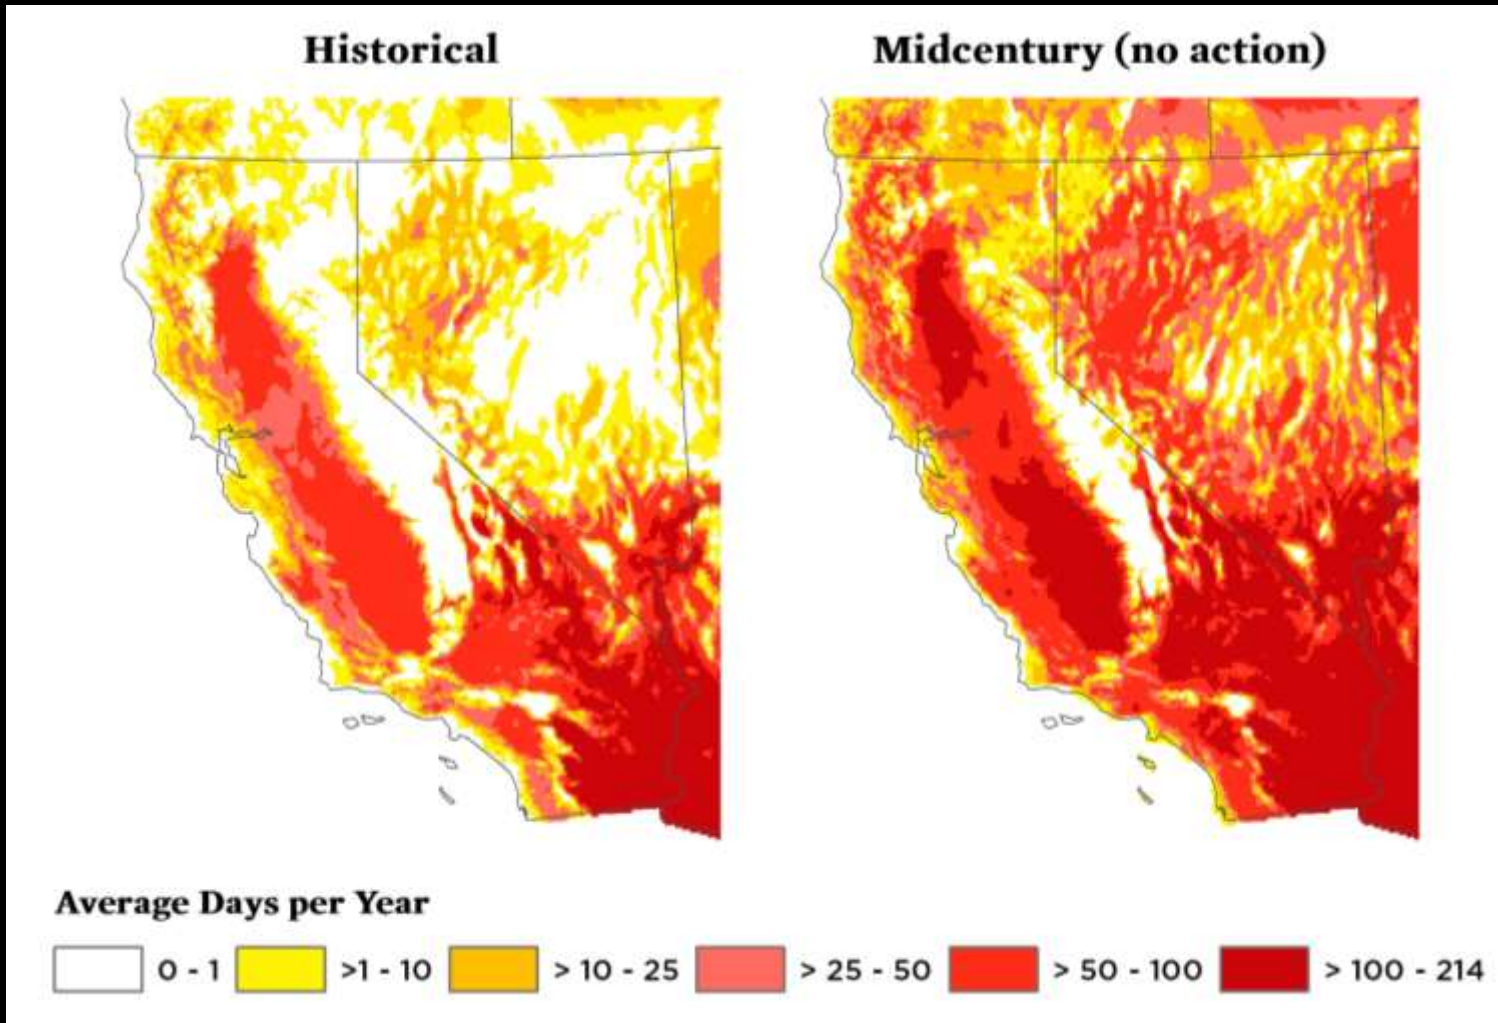 Historical
Midcentury (no action)
Average Days per Year
0 - 1 >1 - 10 > 10 - 25 > 25 - 50 > 50 - 100 > 100 - 214